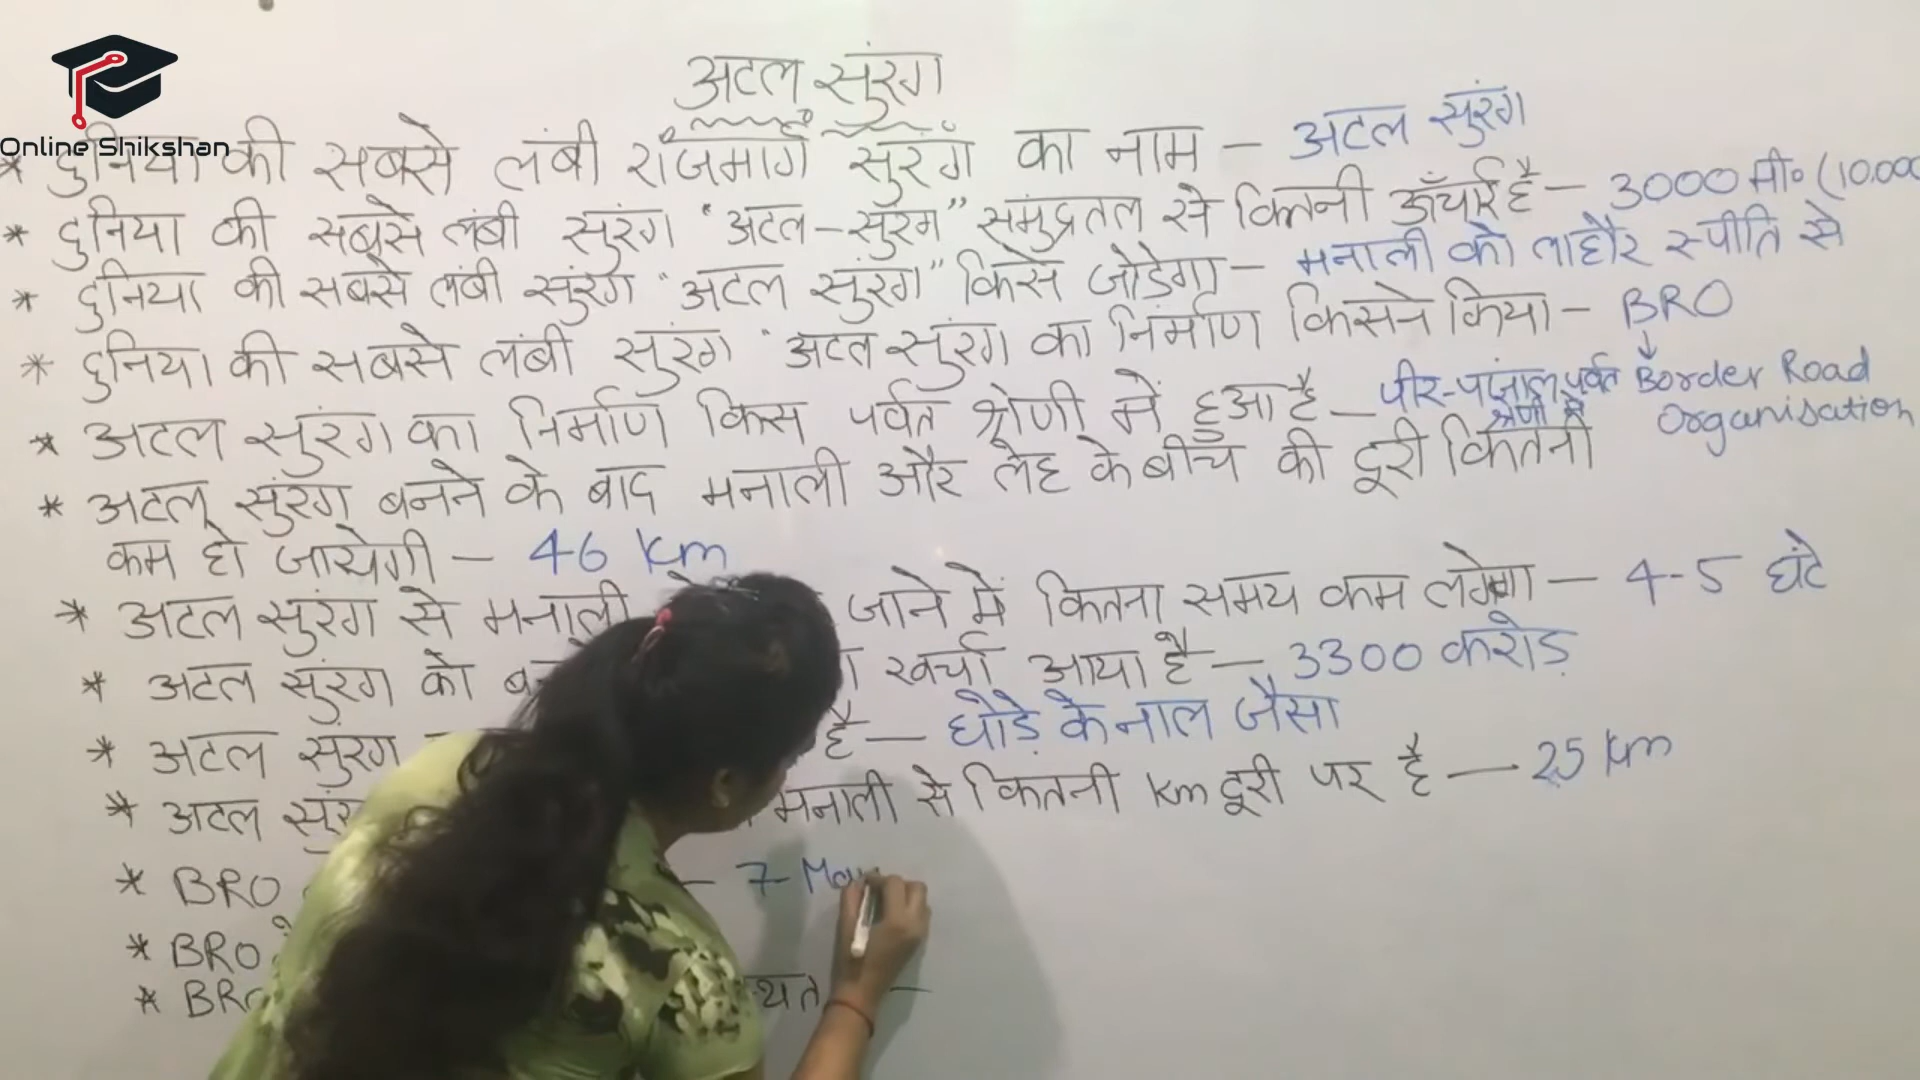 Online Shikshan
अटल सुरंग
* दुनिया की सबसे लंबी राजमार्ग सुरंग का नाम – अटल सुरंग
* दुनिया की सबसे लंबी सुरंग "अटल-सुरंग" समुंद्रतल से कितनी ऊँचाई है – 3000 मी० (10.000
* दुनिया की सबसे लंबी सुरंग "अटल सुरंग" किसे जोड़ेगा – मनाली को लाहौर स्पीति से
* दुनिया की सबसे लंबी सुरंग "अटल सुरंग का निर्माण किसने किया – BRO
↓
Border Road
Organisation
* अटल सुरंग का निर्माण किस पर्वत श्रेणी में हुआ है – पीर-पंजाल पर्वत
श्रेणी में
* अटल सुरंग बनने के बाद मनाली और लेह के बीच की दूरी कितनी
कम हो जायेगी – 46 km
* अटल सुरंग से मनाली जाने में कितना समय कम लगेगा – 4-5 घंटे
* अटल सुरंग को खर्चा आया है – 3300 करोड़
* अटल सुरंग है – घोड़े के नाल जैसा
* अटल मनाली से कितनी km दूरी पर है – 25 km
* BRO – 7 May
* BRO
* BRO –